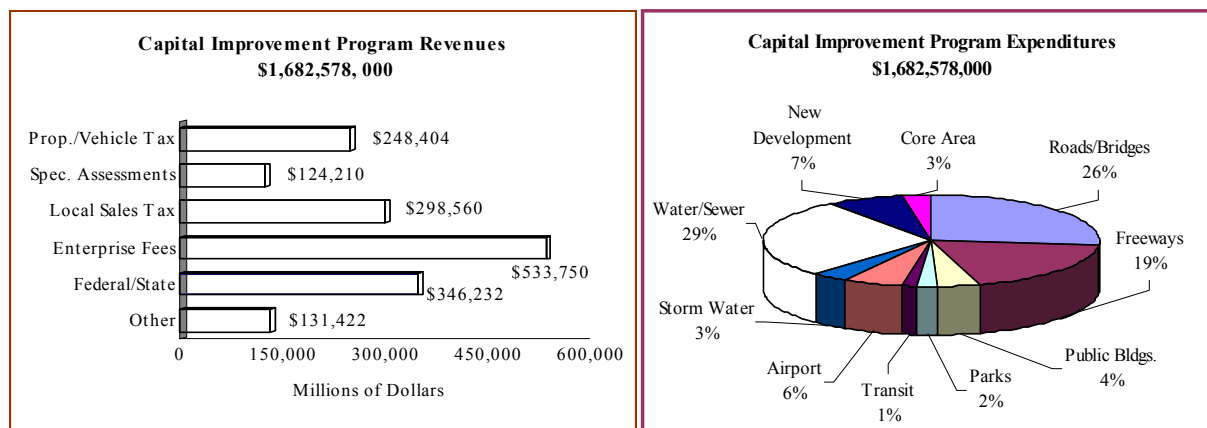 Capital Improvement Program Revenues
$1,682,578, 000
Prop./Vehicle Tax
$248,404
Spec. Assessments
$124,210
Local Sales Tax
$298,560
Enterprise Fees
$533,750
Federal/State
$346,232
Other
$131,422
0 150,000 300,000 450,000 600,000
Millions of Dollars
Capital Improvement Program Expenditures
$1,682,578,000
New
Development
7%
Core Area
3%
Roads/Bridges
26%
Water/Sewer
29%
Freeways
19%
Storm Water
3%
Airport
6%
Transit
1%
Parks
2%
Public Bldgs.
4%